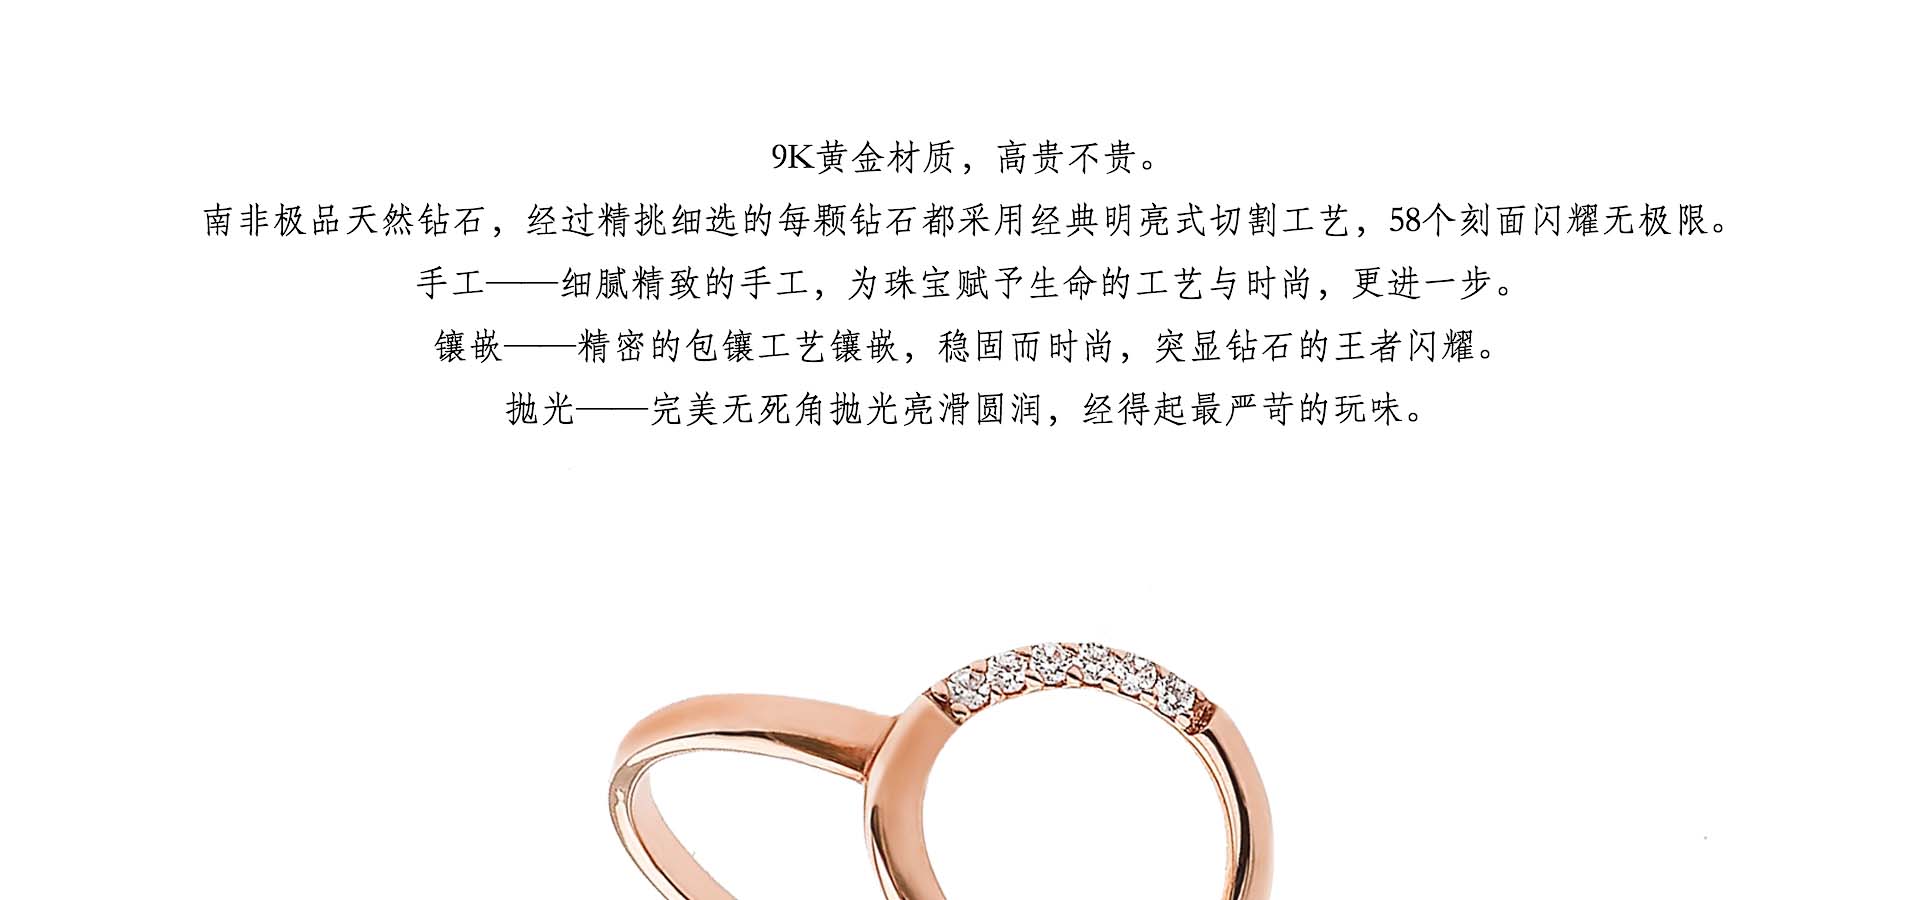 9K黄金材质，高贵不贵。
南非极品天然钻石，经过精挑细选的每颗钻石都采用经典明亮式切割工艺，58个刻面闪耀无极限。
手工——细腻精致的手工，为珠宝赋予生命的工艺与时尚，更进一步。
镶嵌——精密的包镶工艺镶嵌，稳固而时尚，突显钻石的王者闪耀。
抛光——完美无死角抛光亮滑圆润，经得起最严苛的玩味。